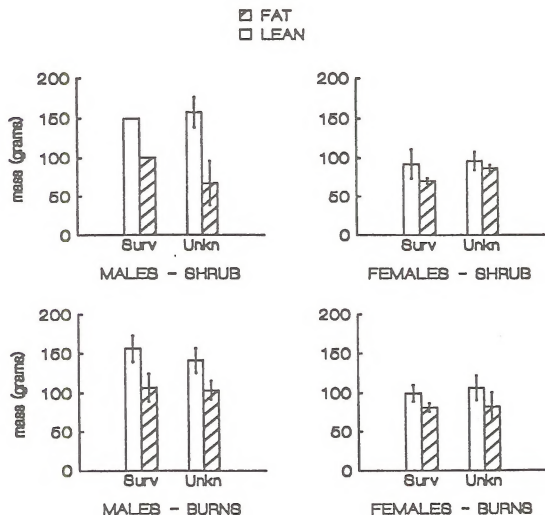 FAT
LEAN
200
150
100
50
0
mass (grams)
Surv Unkn
MALES - SHRUB
200
150
100
50
0
Surv Unkn
FEMALES - SHRUB
200
150
100
50
0
mass (grams)
Surv Unkn
MALES - BURNS
200
150
100
50
0
Surv Unkn
FEMALES - BURNS